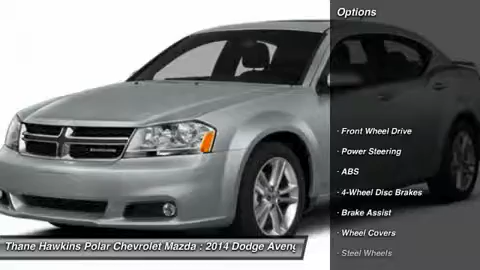 Options
· Front Wheel Drive
· Power Steering
· ABS
· 4-Wheel Disc Brakes
· Brake Assist
· Wheel Covers
· Steel Wheels
Thane Hawkins Polar Chevrolet Mazda : 2014 Dodge Aveng